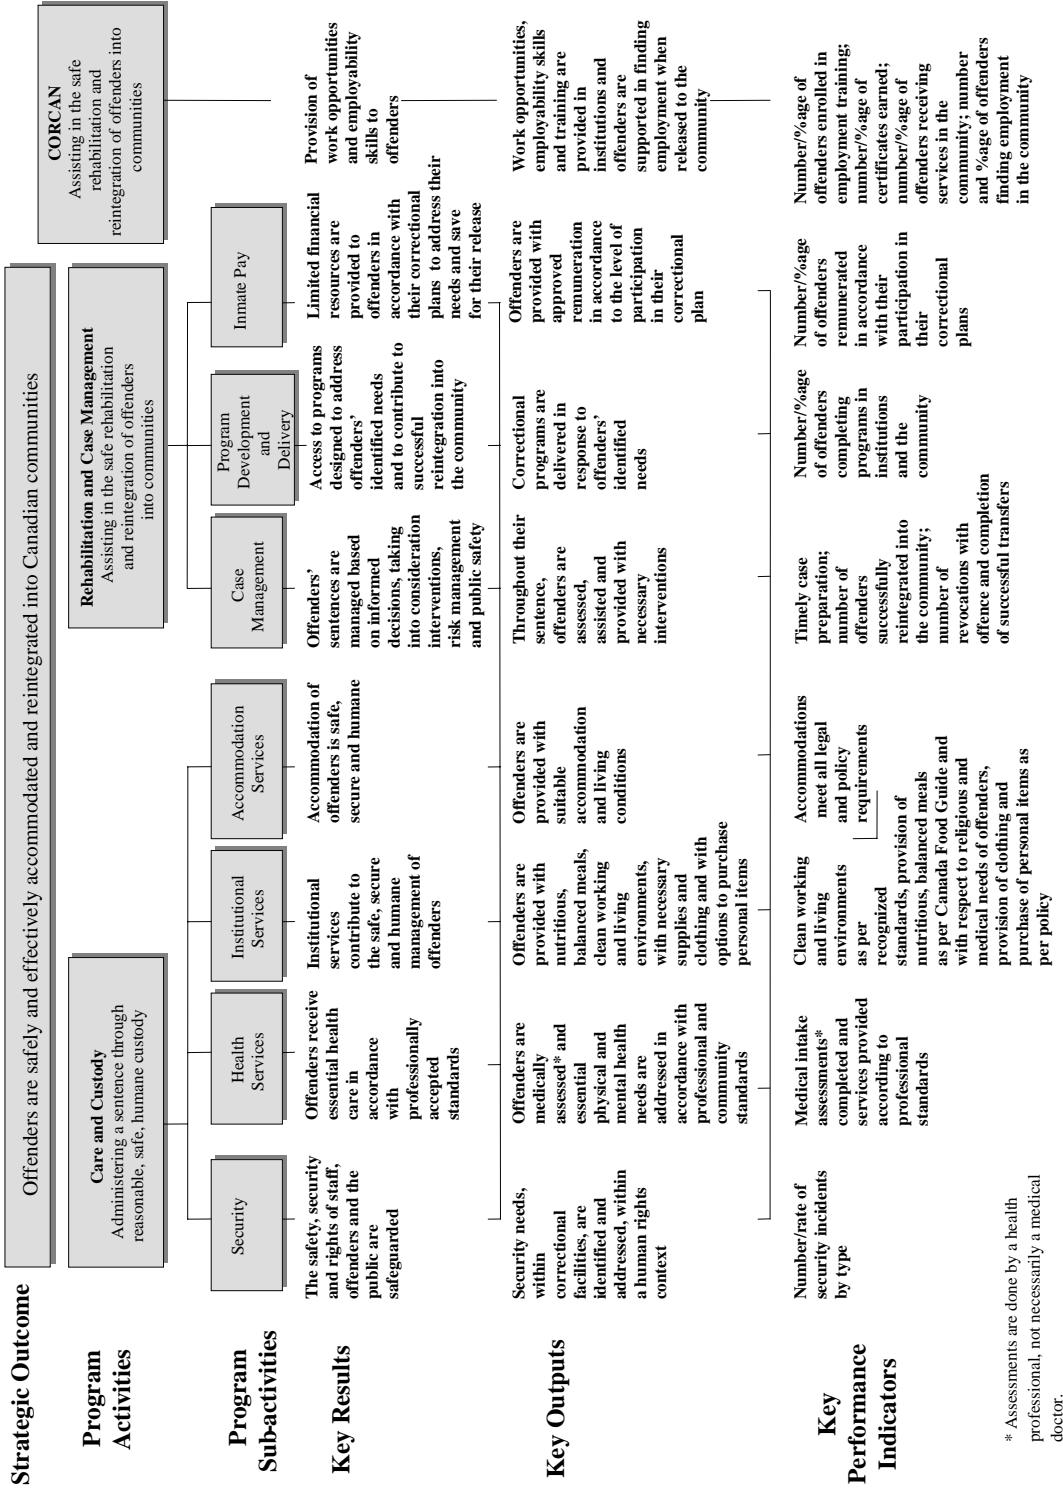 Strategic Outcome
Offenders are safely and effectively accommodated and reintegrated into Canadian communities
Program
Activities
Care and Custody
Administering a sentence through
reasonable, safe, humane custody
Rehabilitation and Case Management
Assisting in the safe rehabilitation
and reintegration of offenders
into communities
CORCAN
Assisting in the safe
rehabilitation and
reintegration of offenders into
communities
Program
Sub-activities
Security
Health
Services
Institutional
Services
Accommodation
Services
Case
Management
Program
Development
and
Delivery
Inmate Pay
Key Results
The safety, security
and rights of staff,
offenders and the
public are
safeguarded
Offenders receive
essential health
care in
accordance
with
professionally
accepted
standards
Institutional
services
contribute to
the safe, secure
and humane
management of
offenders
Accommodation of
offenders is safe,
secure and humane
Offenders’
sentences are
managed based
on informed
decisions, taking
into consideration
interventions,
risk management
and public safety
Access to programs
designed to address
offenders’
identified needs
and to contribute to
successful
reintegration into
the community
Limited financial
resources are
provided to
offenders in
accordance with
their correctional
plans to address their
needs and save
for their release
Provision of
work opportunities
and employability
skills to
offenders
Key Outputs
Security needs,
within
correctional
facilities, are
identified and
addressed, within
a human rights
context
Offenders are
medically
assessed* and
essential
physical and
mental health
needs are
addressed in
accordance with
professional and
community
standards
Offenders are
provided with
nutritious,
balanced meals,
clean working
and living
environments,
with necessary
supplies and
clothing and with
options to purchase
personal items
Offenders are
provided with
suitable
accommodation
and living
conditions
Throughout their
sentence,
offenders are
assessed,
assisted and
provided with
necessary
interventions
Correctional
programs are
delivered in
response to
offenders’
identified
needs
Offenders are
provided with
approved
remuneration
in accordance
to the level of
participation
in their
correctional
plan
Work opportunities,
employability skills
and training are
provided in
institutions and
offenders are
supported in finding
employment when
released to the
community
Key
Performance
Indicators
Number/rate of
security incidents
by type
Medical intake
assessments*
completed and
services provided
according to
professional
standards
Clean working
and living
environments
as per
recognized
standards, provision of
nutritious, balanced meals
as per Canada Food Guide and
with respect to religious and
medical needs of offenders,
provision of clothing and
purchase of personal items as
per policy
Accommodations
meet all legal
and policy
requirements
Timely case
preparation;
number of
offenders
successfully
reintegrated into
the community;
number of
revocations with
offence and completion
of successful transfers
Number/%age
of offenders
completing
programs in
institutions
and the
community
Number/%age
of offenders
remunerated
in accordance
with their
participation in
their
correctional
plans
Number/%age of
offenders enrolled in
employment training;
number/%age of
certificates earned;
number/%age of
offenders receiving
services in the
community; number
and %age of offenders
finding employment
in the community
* Assessments are done by a health
professional, not necessarily a medical
doctor.